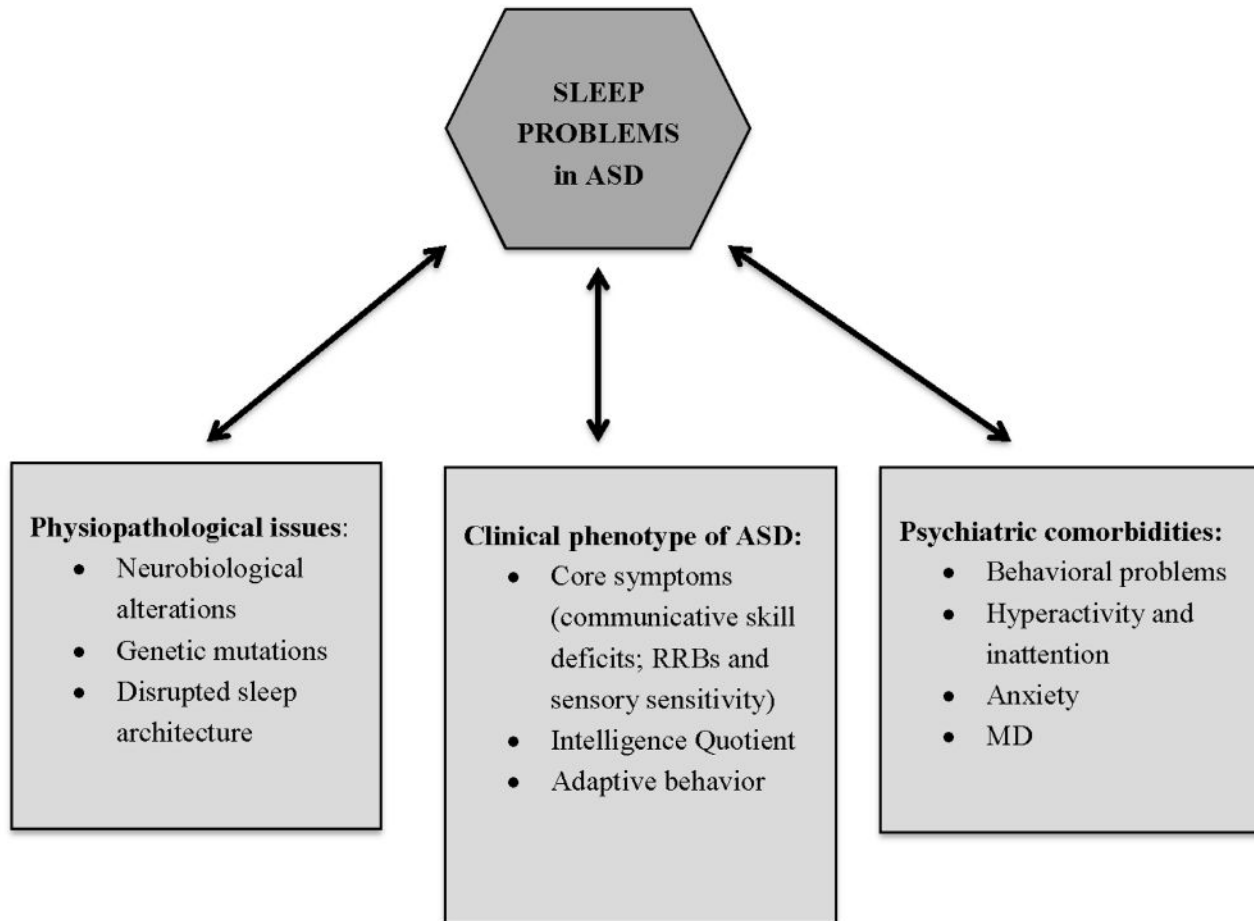 SLEEP
PROBLEMS
in ASD
Physiopathological issues:
• Neurobiological
alterations
• Genetic mutations
• Disrupted sleep
architecture
Clinical phenotype of ASD:
• Core symptoms
(communicative skill
deficits; RRBs and
sensory sensitivity)
• Intelligence Quotient
• Adaptive behavior
Psychiatric comorbidities:
• Behavioral problems
• Hyperactivity and
inattention
• Anxiety
• MD